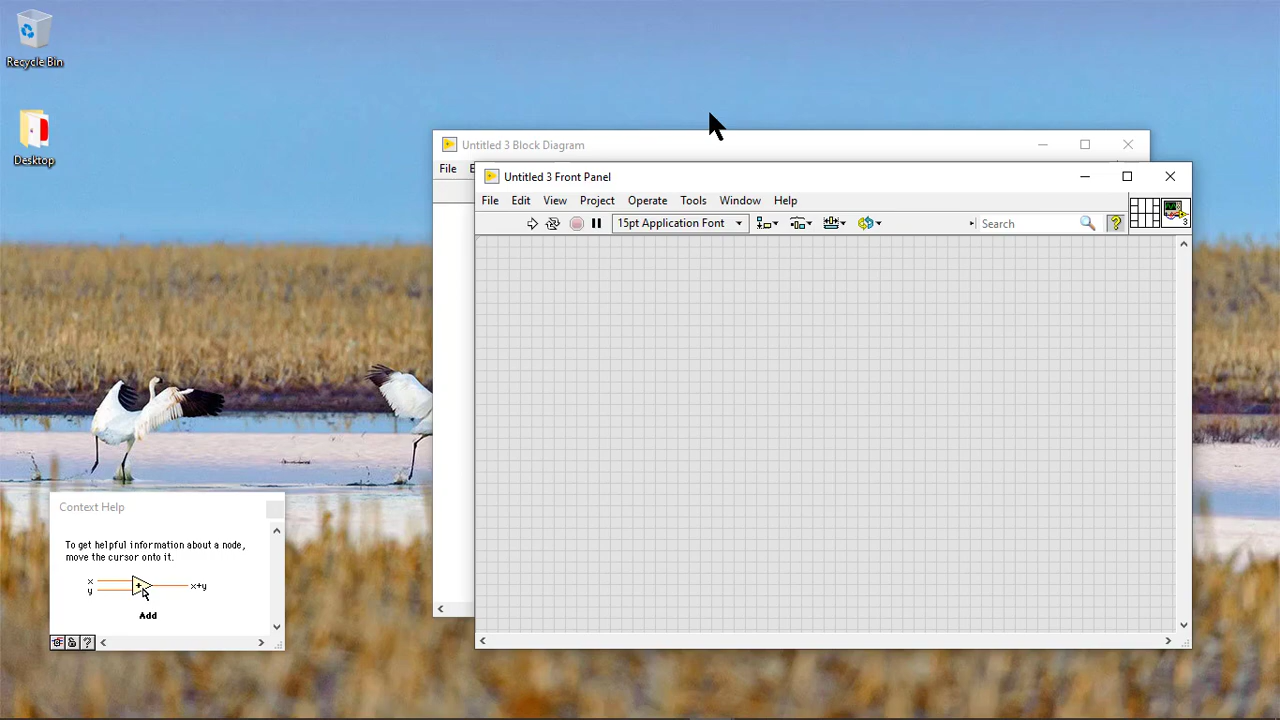 Recycle Bin
Desktop
Untitled 3 Block Diagram
File
Untitled 3 Front Panel
File Edit View Project Operate Tools Window Help
15pt Application Font
Search
?
3
Context Help
To get helpful information about a node,
move the cursor onto it.
x
y
x+y
Add
?